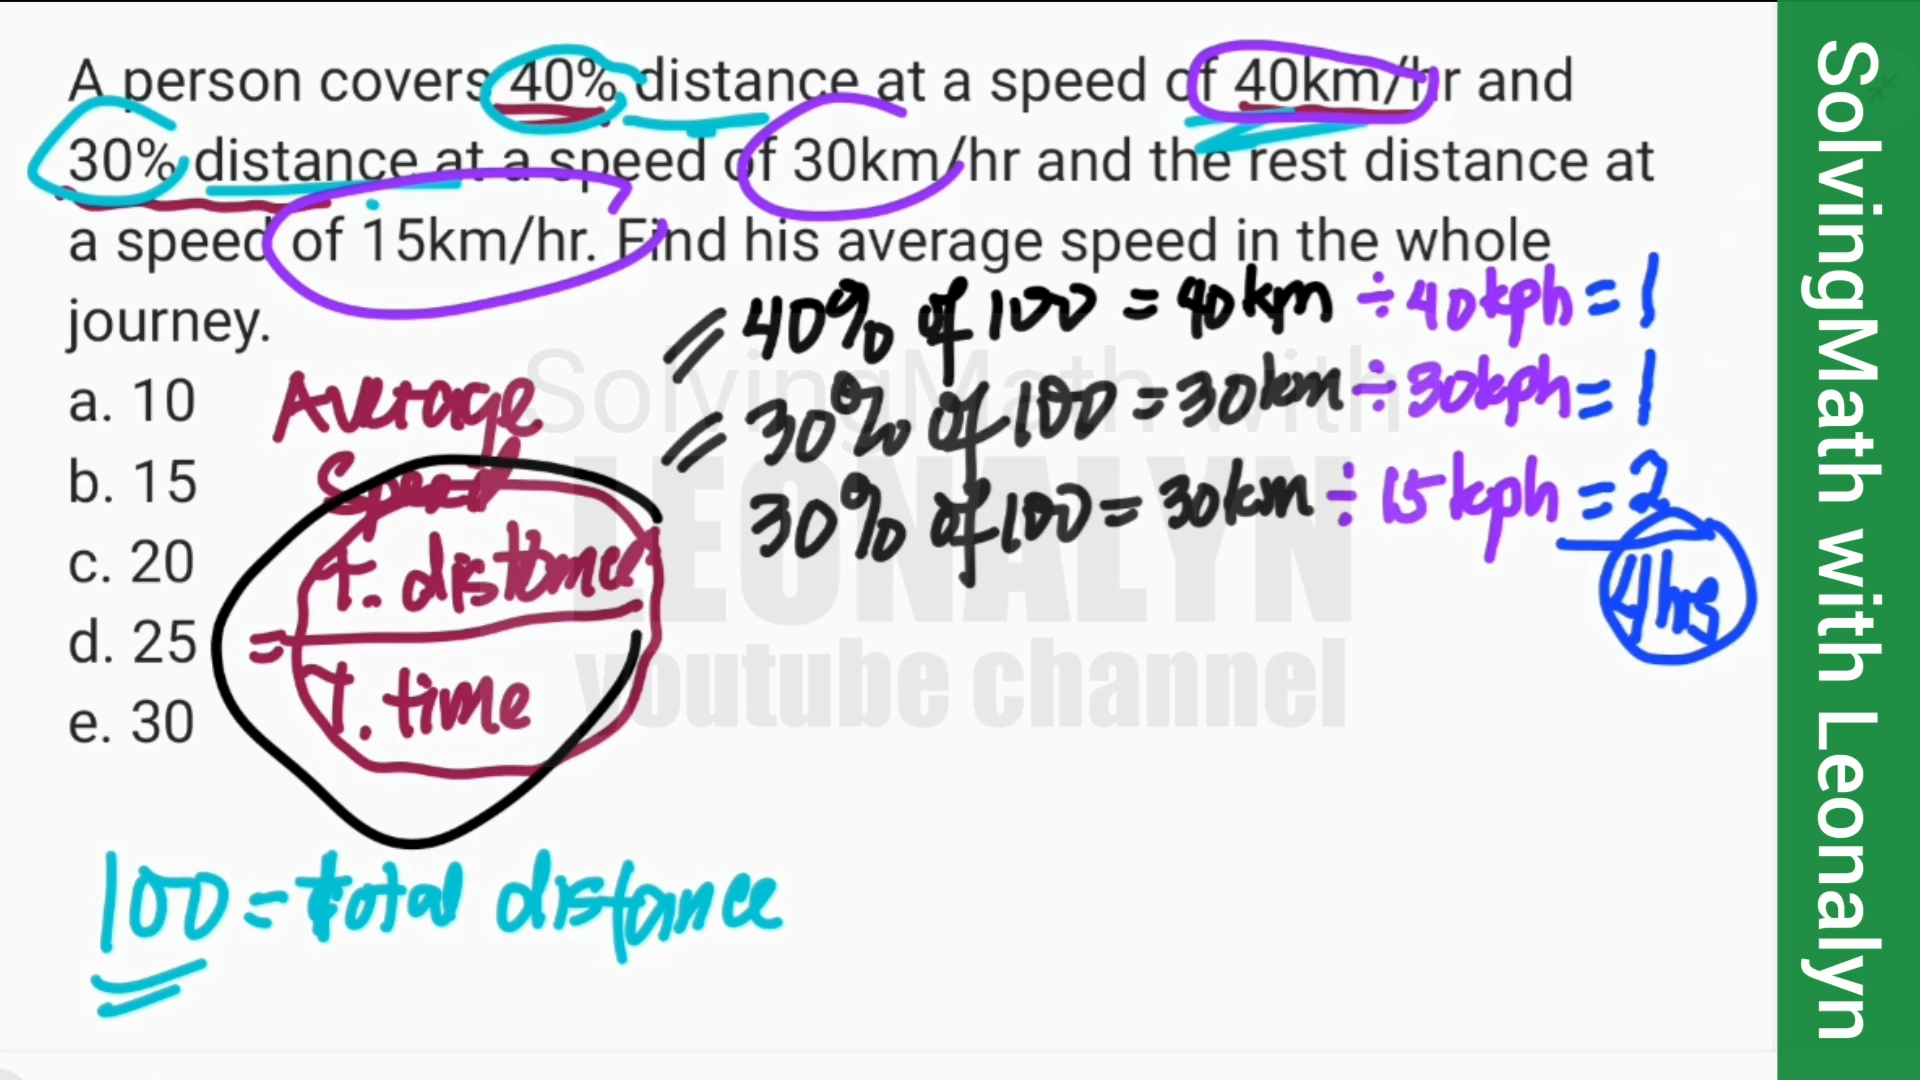 A person covers 40% distance at a speed of 40km/hr and
30% distance at a speed of 30km/hr and the rest distance at
a speed of 15km/hr. Find his average speed in the whole
journey.
a. 10
b. 15
c. 20
d. 25
e. 30
40% of 100 = 40km ÷ 40kph = 1
30% of 100 = 30km ÷ 30kph = 1
30% of 100 = 30km ÷ 15kph = 2
4hrs
Average
Speed
= T. distance
T. time
100 = total distance
SolvingMath with
LEONALYN
youtube channel
SolvingMath with Leonalyn